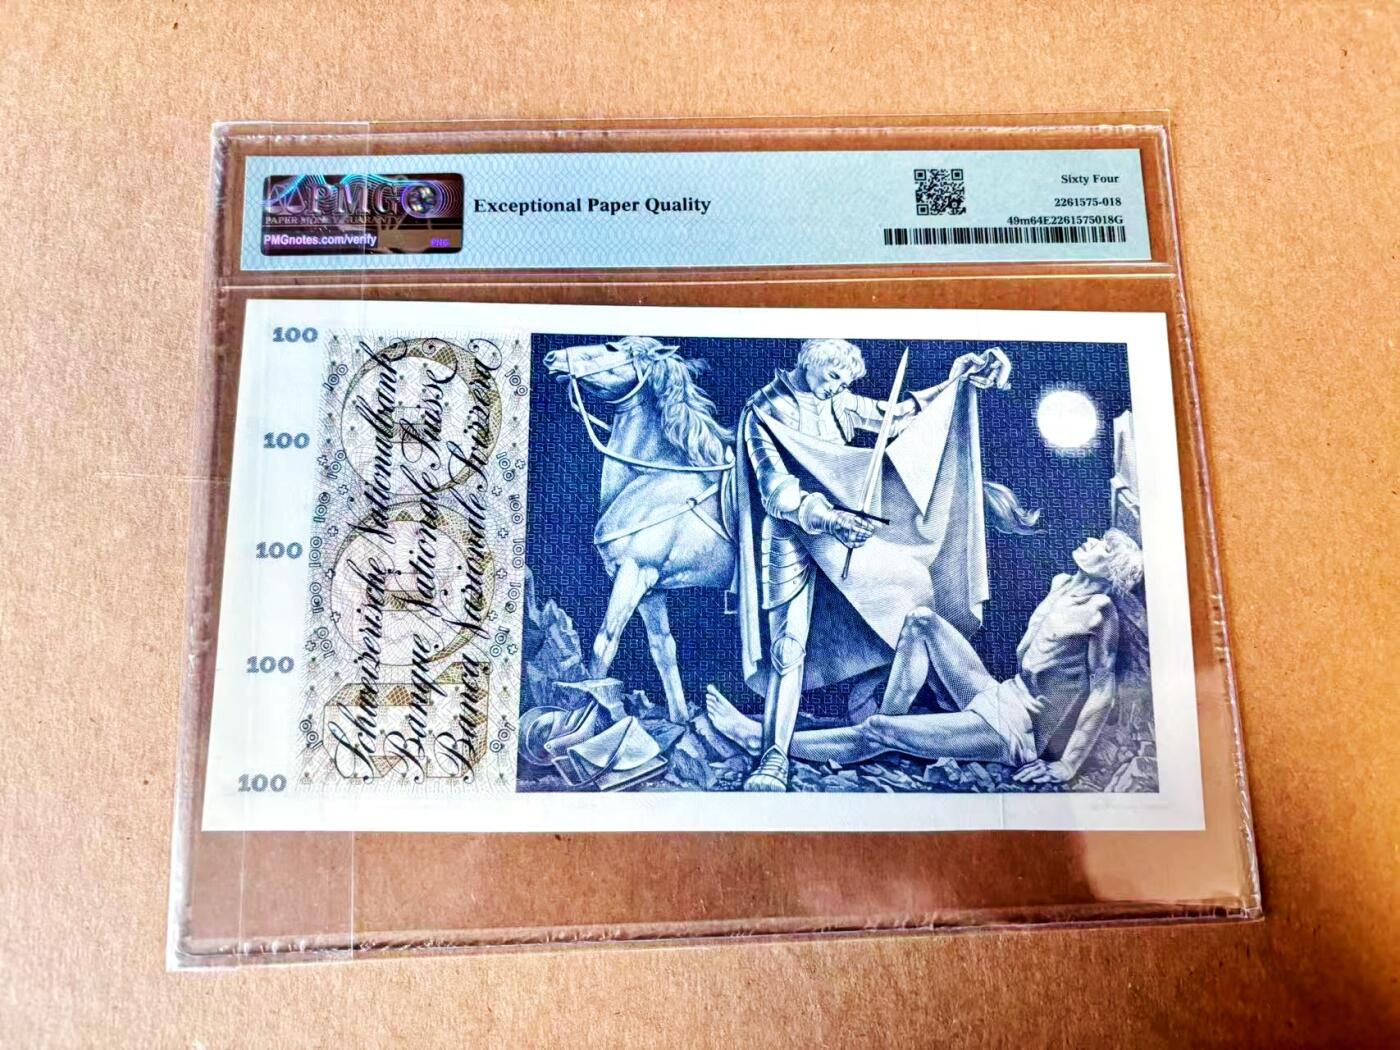 PMG
PAPER MONEY GUARANTY
PMGnotes.com/verify
PMG
Exceptional Paper Quality
Sixty Four
2261575-018
49m64E2261575018G
100
100
100
100
100
Schweizerische Nationalbank
Banque Nationale Suisse
Banca Nazionale Svizzera